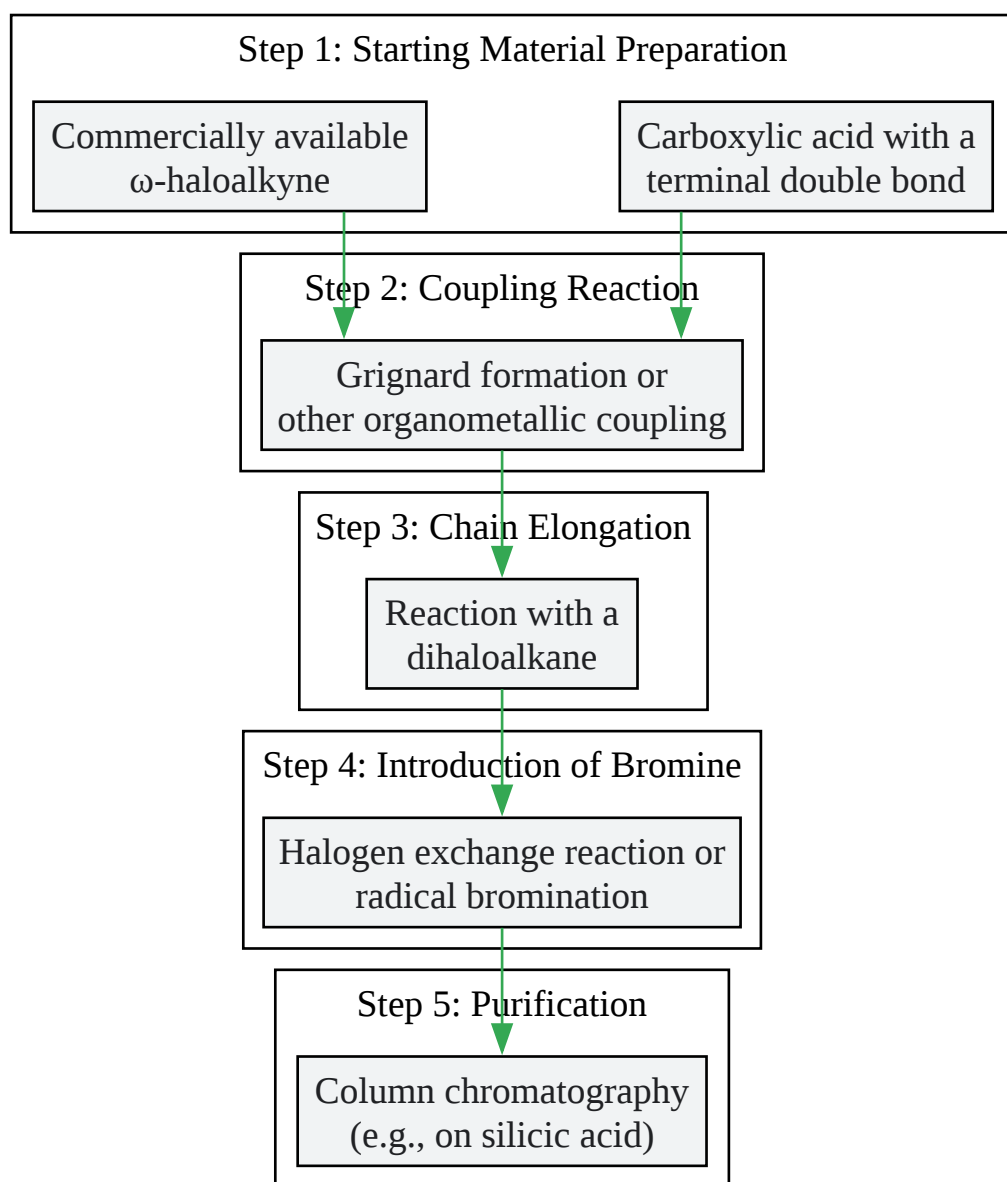 Step 1: Starting Material Preparation
Commercially available
ω-haloalkyne
Carboxylic acid with a
terminal double bond
Step 2: Coupling Reaction
Grignard formation or
other organometallic coupling
Step 3: Chain Elongation
Reaction with a
dihaloalkane
Step 4: Introduction of Bromine
Halogen exchange reaction or
radical bromination
Step 5: Purification
Column chromatography
(e.g., on silicic acid)